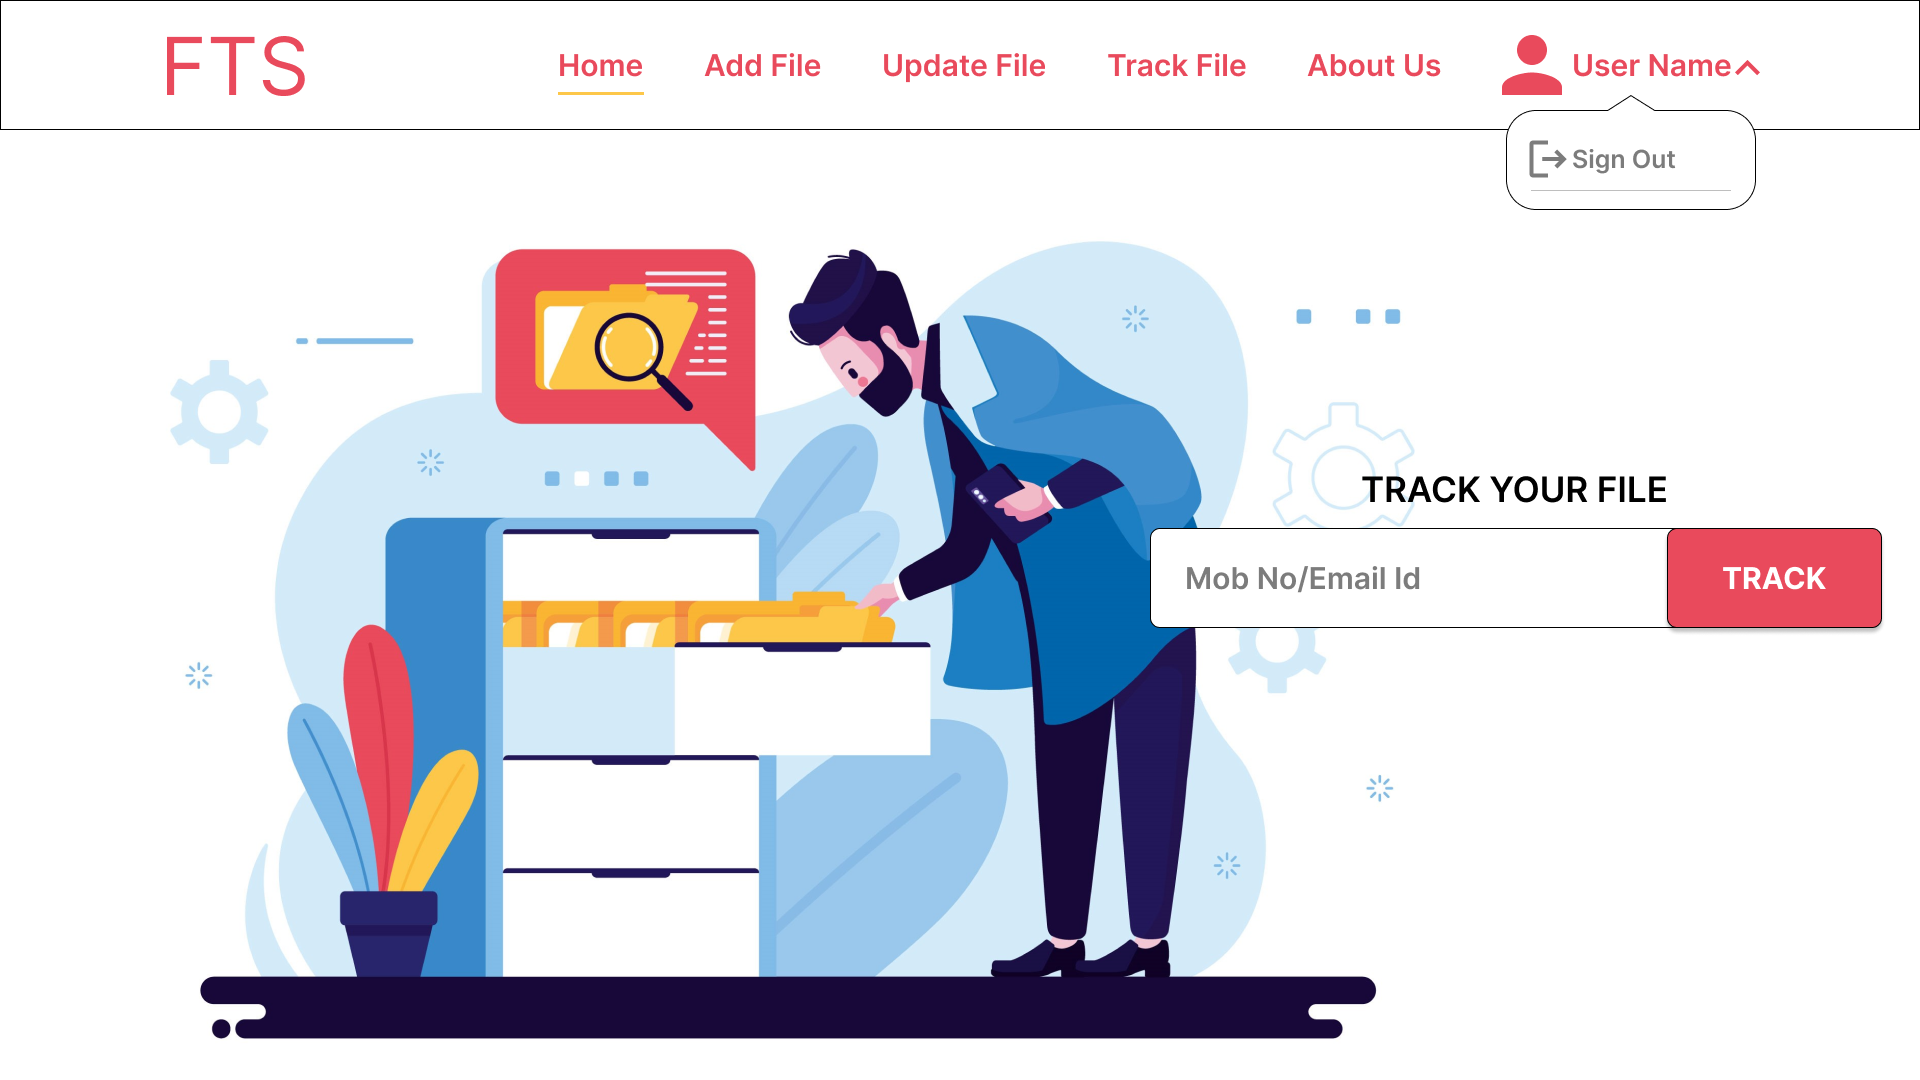 FTS
Home
Add File
Update File
Track File
About Us
User Name
Sign Out
TRACK YOUR FILE
Mob No/Email Id
TRACK